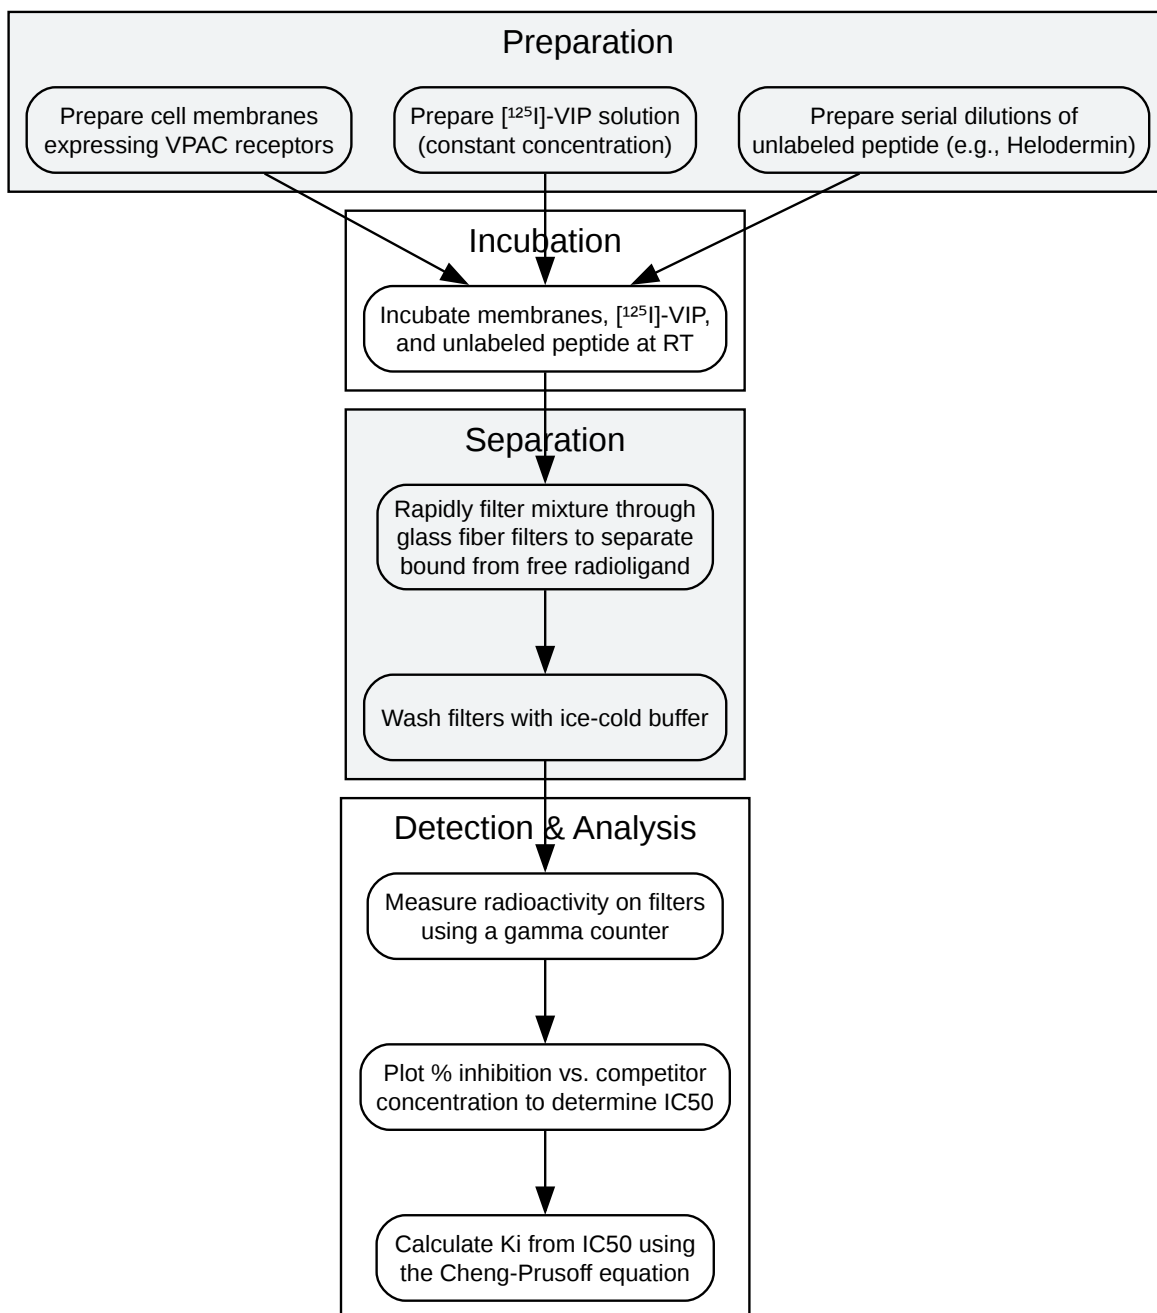 Preparation
Prepare cell membranes
expressing VPAC receptors
Prepare [¹²⁵I]-VIP solution
(constant concentration)
Prepare serial dilutions of
unlabeled peptide (e.g., Helodermin)
Incubation
Incubate membranes, [¹²⁵I]-VIP,
and unlabeled peptide at RT
Separation
Rapidly filter mixture through
glass fiber filters to separate
bound from free radioligand
Wash filters with ice-cold buffer
Detection & Analysis
Measure radioactivity on filters
using a gamma counter
Plot % inhibition vs. competitor
concentration to determine IC50
Calculate Ki from IC50 using
the Cheng-Prusoff equation